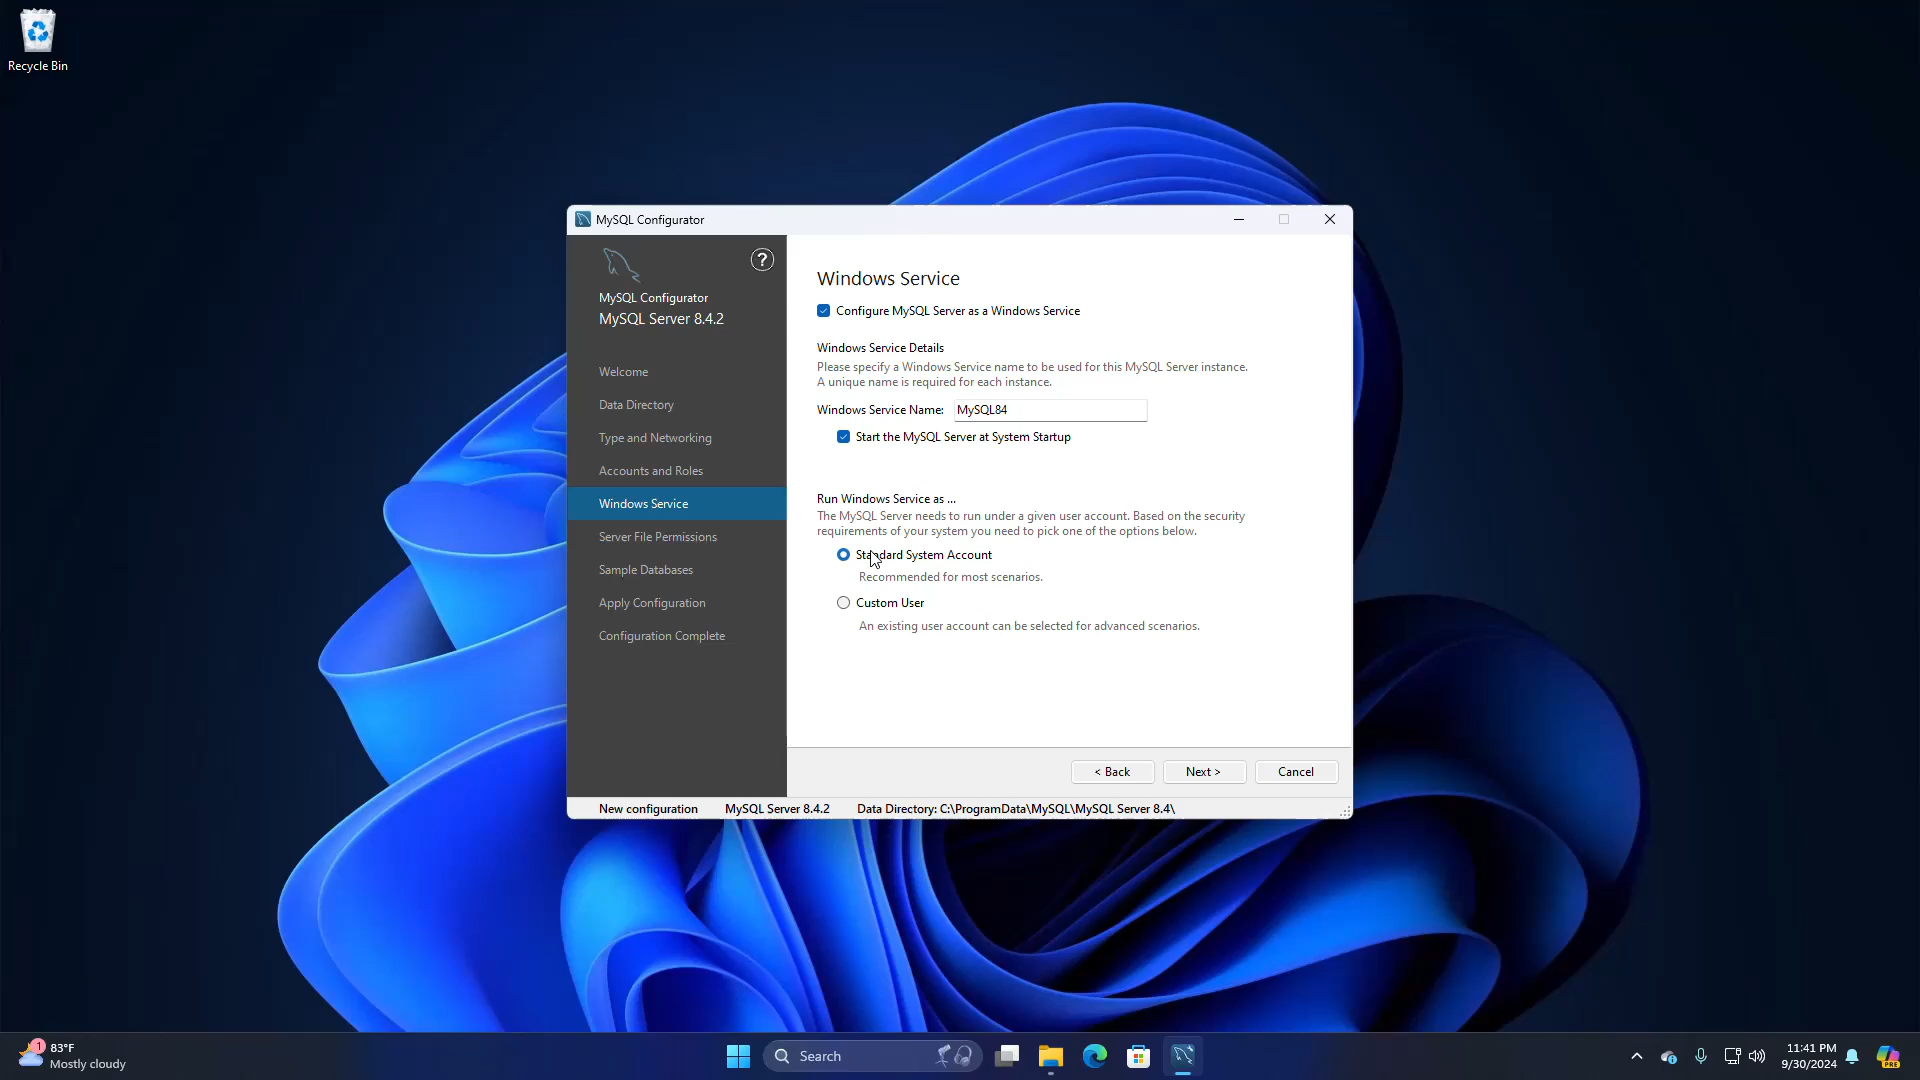 Recycle Bin
MySQL Configurator
MySQL Configurator
MySQL Server 8.4.2
Welcome
Data Directory
Type and Networking
Accounts and Roles
Windows Service
Server File Permissions
Sample Databases
Apply Configuration
Configuration Complete
Windows Service
Configure MySQL Server as a Windows Service
Windows Service Details
Please specify a Windows Service name to be used for this MySQL Server instance.
A unique name is required for each instance.
Windows Service Name: MySQL84
Start the MySQL Server at System Startup
Run Windows Service as ...
The MySQL Server needs to run under a given user account. Based on the security
requirements of your system you need to pick one of the options below.
Standard System Account
Recommended for most scenarios.
Custom User
An existing user account can be selected for advanced scenarios.
< Back Next > Cancel
New configuration MySQL Server 8.4.2 Data Directory: C:\ProgramData\MySQL\MySQL Server 8.4\
1
83°F
Mostly cloudy
Search
11:41 PM
9/30/2024
PRE